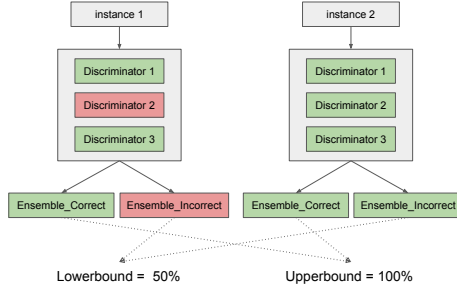 instance 1
instance 2
Discriminator 1
Discriminator 1
Discriminator 2
Discriminator 2
Discriminator 3
Discriminator 3
Ensemble_Correct
Ensemble_Incorrect
Ensemble_Correct
Ensemble_Incorrect
Lowerbound = 50%
Upperbound = 100%